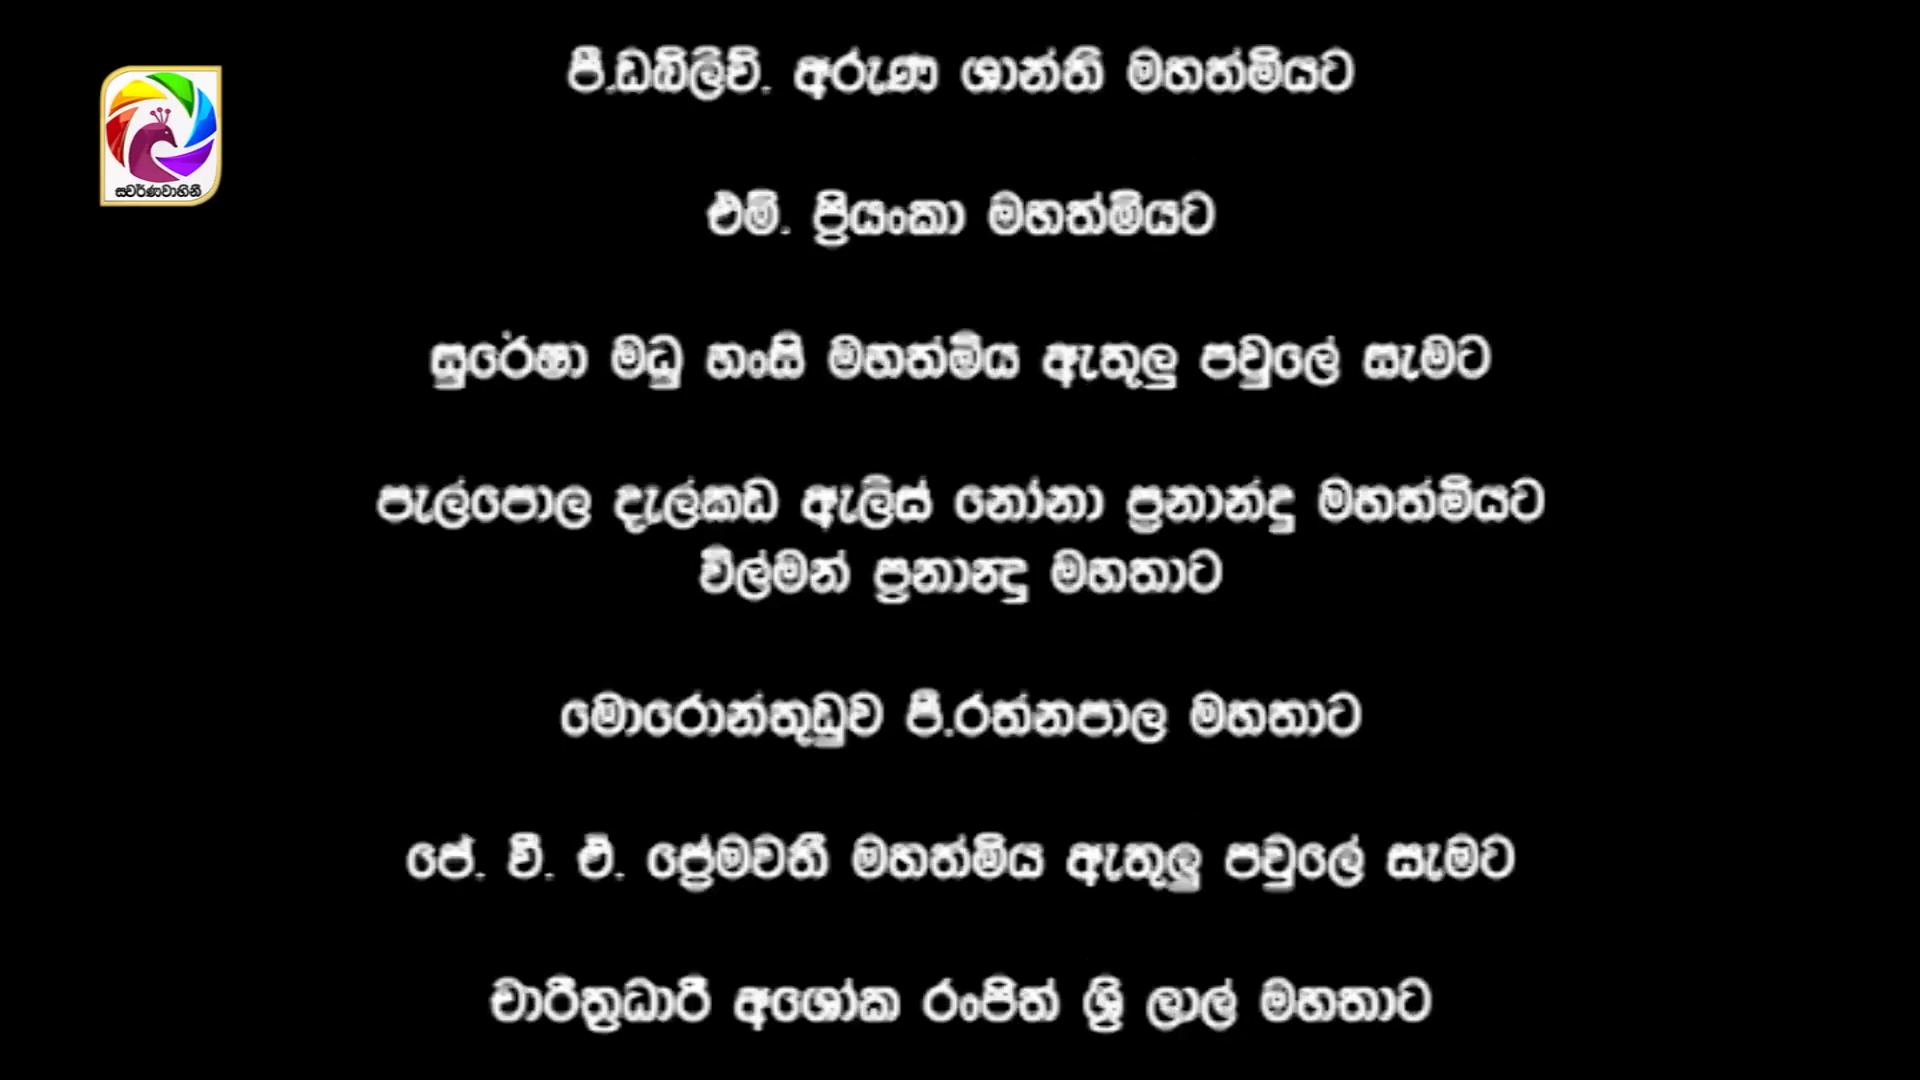 පී.ඩබ්ලිව්. අරුණ ශාන්ති මහත්මියට
ස්වර්ණවාහිනී
එම්. ප්‍රියංකා මහත්මියට
සුරේෂා මධු හංසි මහත්මිය ඇතුලු පවුලේ සැමට
පැල්පොල දැල්කඩ ඇලිස් නෝනා ප්‍රනාන්දු මහත්මියට
විල්මන් ප්‍රනාන්‍දු මහතාට
මොරොන්තුඩුව පී.රත්නපාල මහතාට
පේ. වී. ඒ. ප්‍රේමවතී මහත්මිය ඇතුලු පවුලේ සැමට
චාරිත්‍රධාරී අශෝක රංජිත් ශ්‍රී ලාල් මහතාට